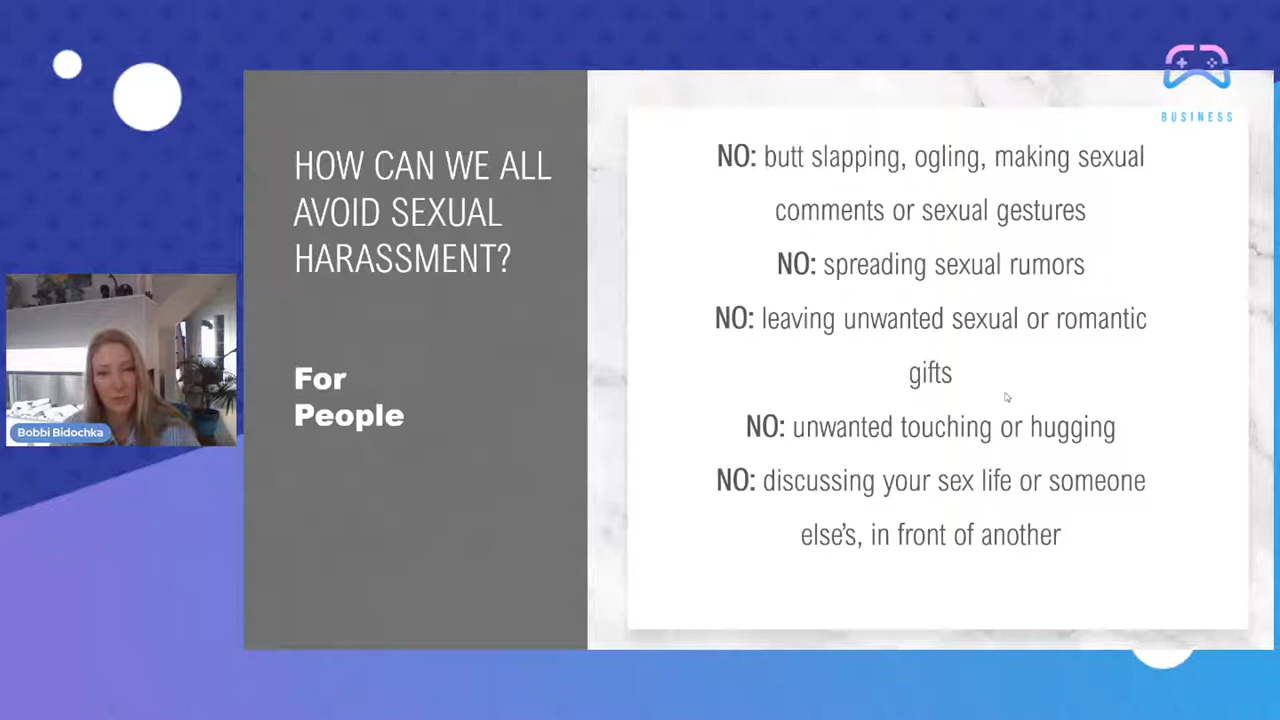 BUSINESS
HOW CAN WE ALL
AVOID SEXUAL
HARASSMENT?
For
People
NO: butt slapping, ogling, making sexual
comments or sexual gestures
NO: spreading sexual rumors
NO: leaving unwanted sexual or romantic
gifts
NO: unwanted touching or hugging
NO: discussing your sex life or someone
else's, in front of another
Bobbi Bidochka